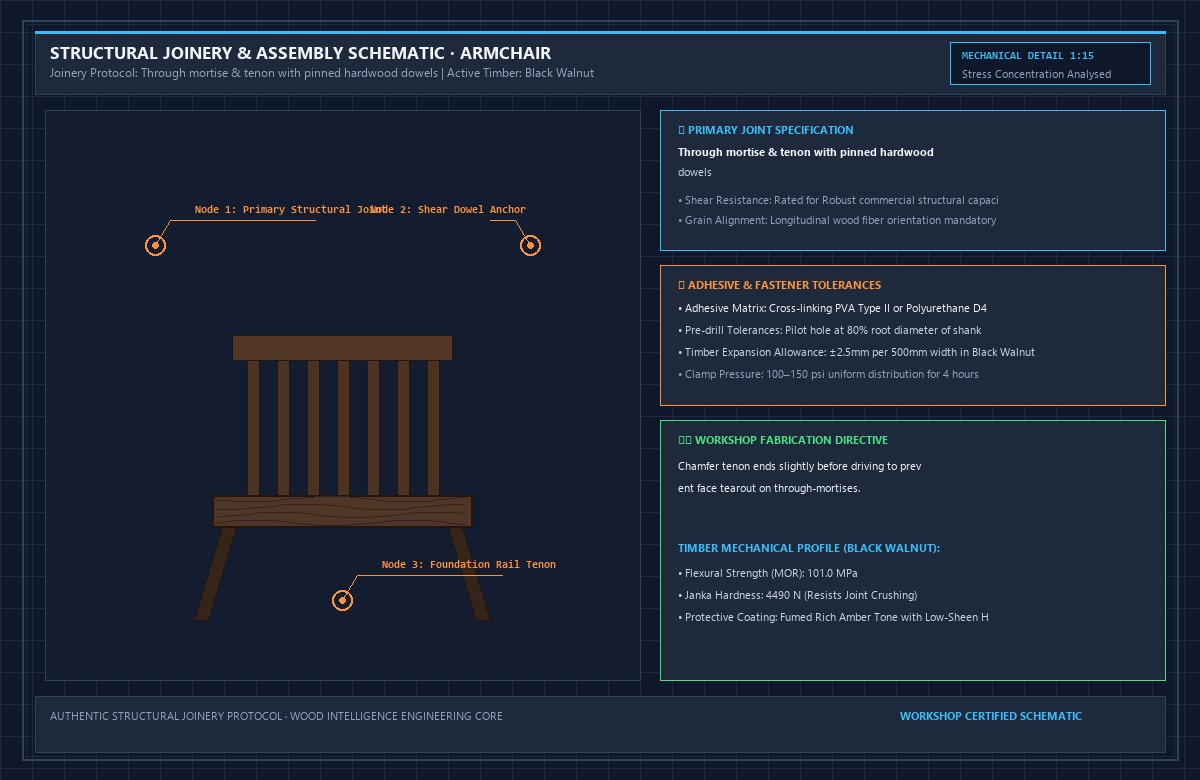 STRUCTURAL JOINERY & ASSEMBLY SCHEMATIC · ARMCHAIR
Joinery Protocol: Through mortise & tenon with pinned hardwood dowels | Active Timber: Black Walnut
MECHANICAL DETAIL 1:15
Stress Concentration Analysed
Node 1: Primary Structural Joint
Node 2: Shear Dowel Anchor
Node 3: Foundation Rail Tenon
PRIMARY JOINT SPECIFICATION
Through mortise & tenon with pinned hardwood
dowels
• Shear Resistance: Rated for Robust commercial structural capaci
• Grain Alignment: Longitudinal wood fiber orientation mandatory
ADHESIVE & FASTENER TOLERANCES
• Adhesive Matrix: Cross-linking PVA Type II or Polyurethane D4
• Pre-drill Tolerances: Pilot hole at 80% root diameter of shank
• Timber Expansion Allowance: ±2.5mm per 500mm width in Black Walnut
• Clamp Pressure: 100–150 psi uniform distribution for 4 hours
WORKSHOP FABRICATION DIRECTIVE
Chamfer tenon ends slightly before driving to prev
ent face tearout on through-mortises.
TIMBER MECHANICAL PROFILE (BLACK WALNUT):
• Flexural Strength (MOR): 101.0 MPa
• Janka Hardness: 4490 N (Resists Joint Crushing)
• Protective Coating: Fumed Rich Amber Tone with Low-Sheen H
AUTHENTIC STRUCTURAL JOINERY PROTOCOL · WOOD INTELLIGENCE ENGINEERING CORE
WORKSHOP CERTIFIED SCHEMATIC